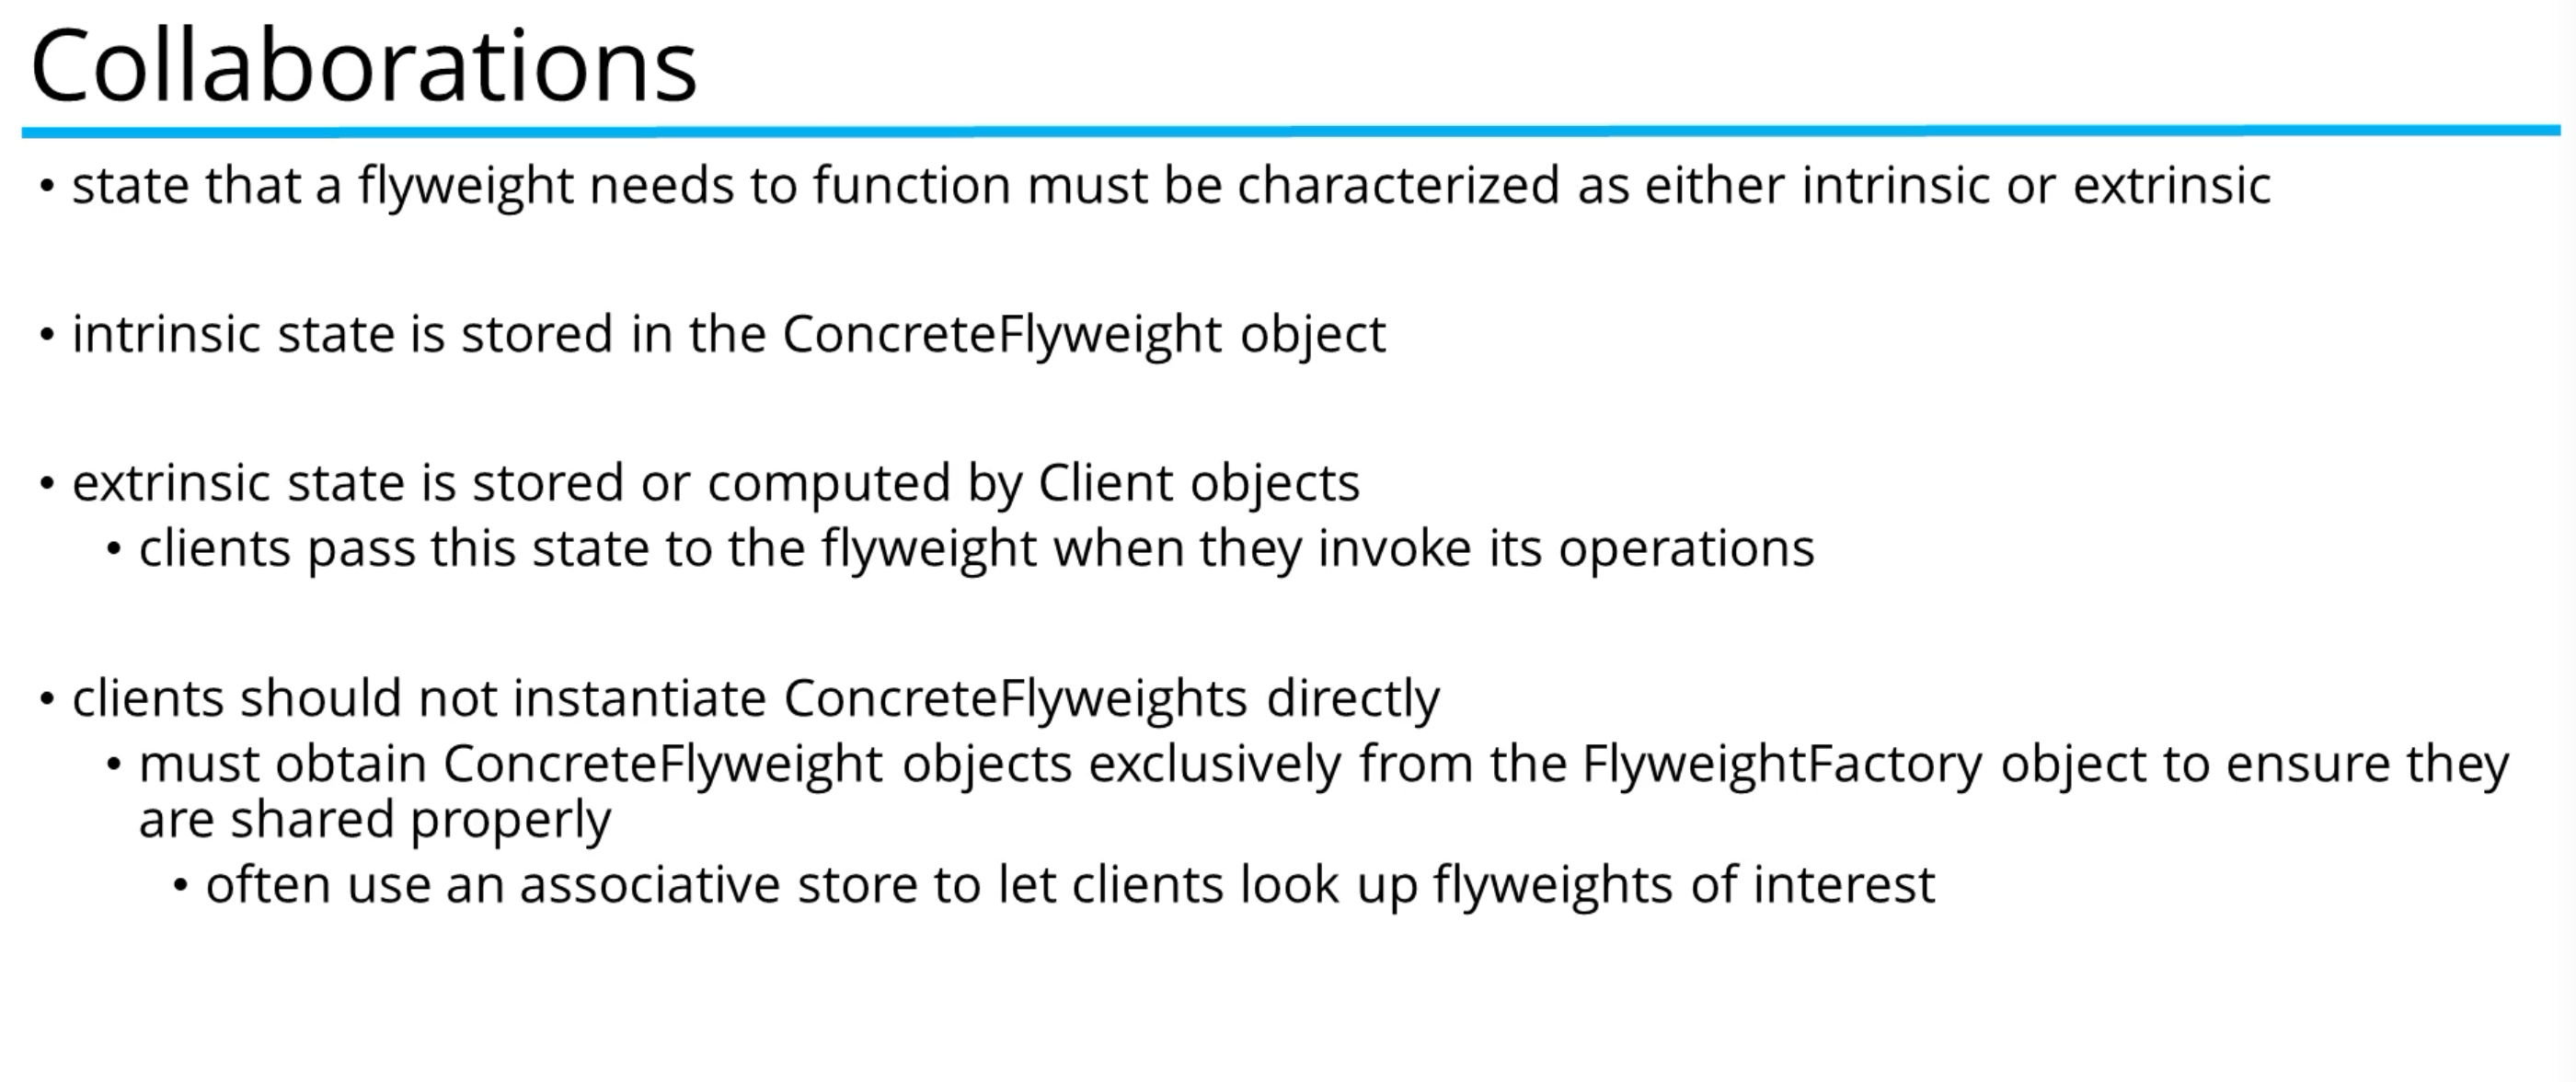 Collaborations
• state that a flyweight needs to function must be characterized as either intrinsic or extrinsic
• intrinsic state is stored in the ConcreteFlyweight object
• extrinsic state is stored or computed by Client objects
• clients pass this state to the flyweight when they invoke its operations
• clients should not instantiate ConcreteFlyweights directly
• must obtain ConcreteFlyweight objects exclusively from the FlyweightFactory object to ensure they
are shared properly
• often use an associative store to let clients look up flyweights of interest